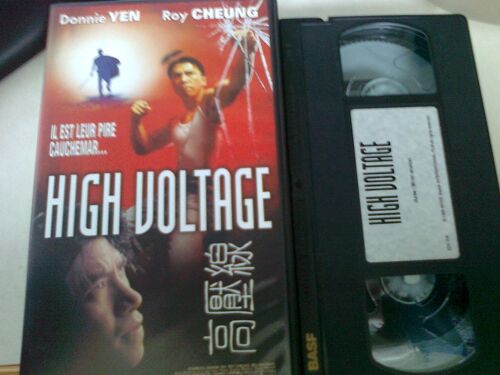 Donnie YEN Roy CHEUNG
IL EST LEUR PIRE
CAUCHEMAR...
HIGH VOLTAGE
高壓線
HIGH VOLTAGE
BASF